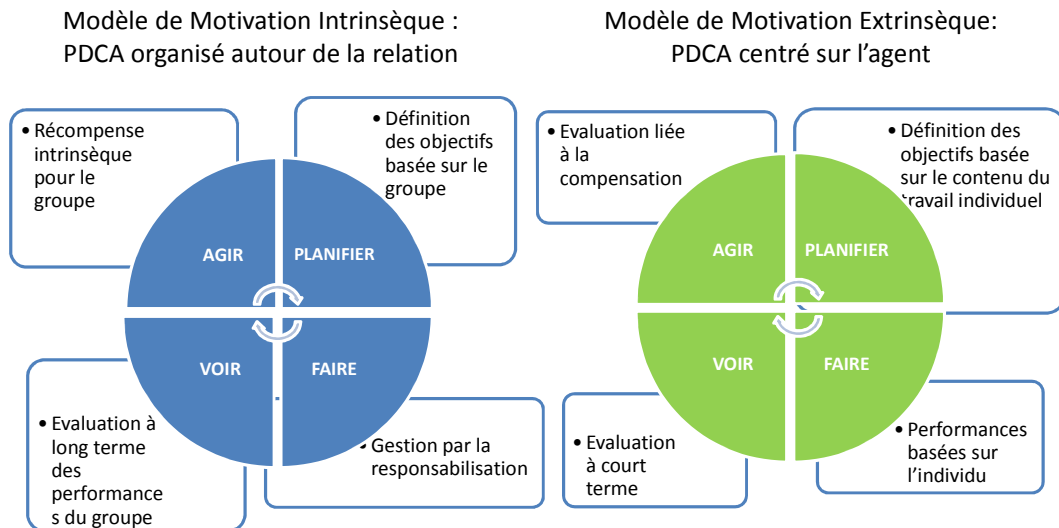 Modèle de Motivation Intrinsèque :
PDCA organisé autour de la relation
• Récompense
intrinsèque
pour le
groupe
• Définition
des objectifs
basée sur le
groupe
AGIR
PLANIFIER
VOIR
FAIRE
• Evaluation à
long terme
des
performance
s du groupe
• Gestion par la
responsabilisation
Modèle de Motivation Extrinsèque:
PDCA centré sur l’agent
• Evaluation liée
à la
compensation
• Définition des
objectifs basée
sur le contenu du
travail individuel
AGIR
PLANIFIER
VOIR
FAIRE
• Evaluation
à court
terme
• Performances
basées sur
l’individu